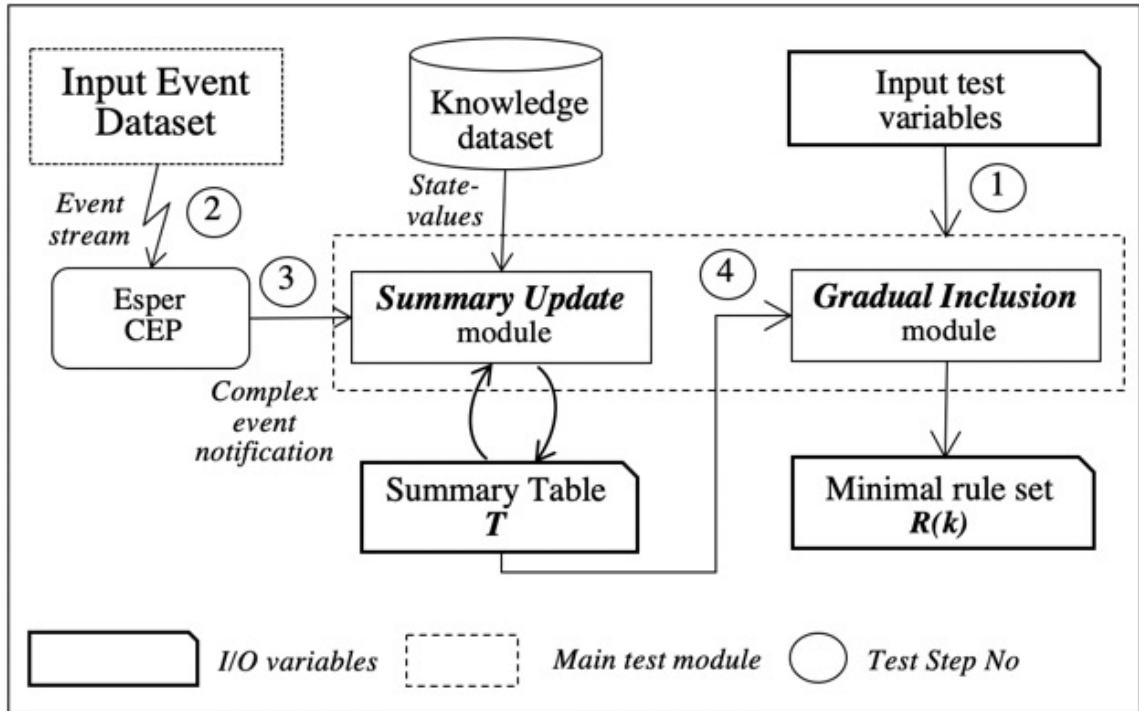 Input Event
Dataset
Knowledge
dataset
Input test
variables
Event
stream
2
State-
values
1
Esper
CEP
3
Summary Update
module
4
Gradual Inclusion
module
Complex
event
notification
Summary Table
T
Minimal rule set
R(k)
I/O variables
Main test module
Test Step No